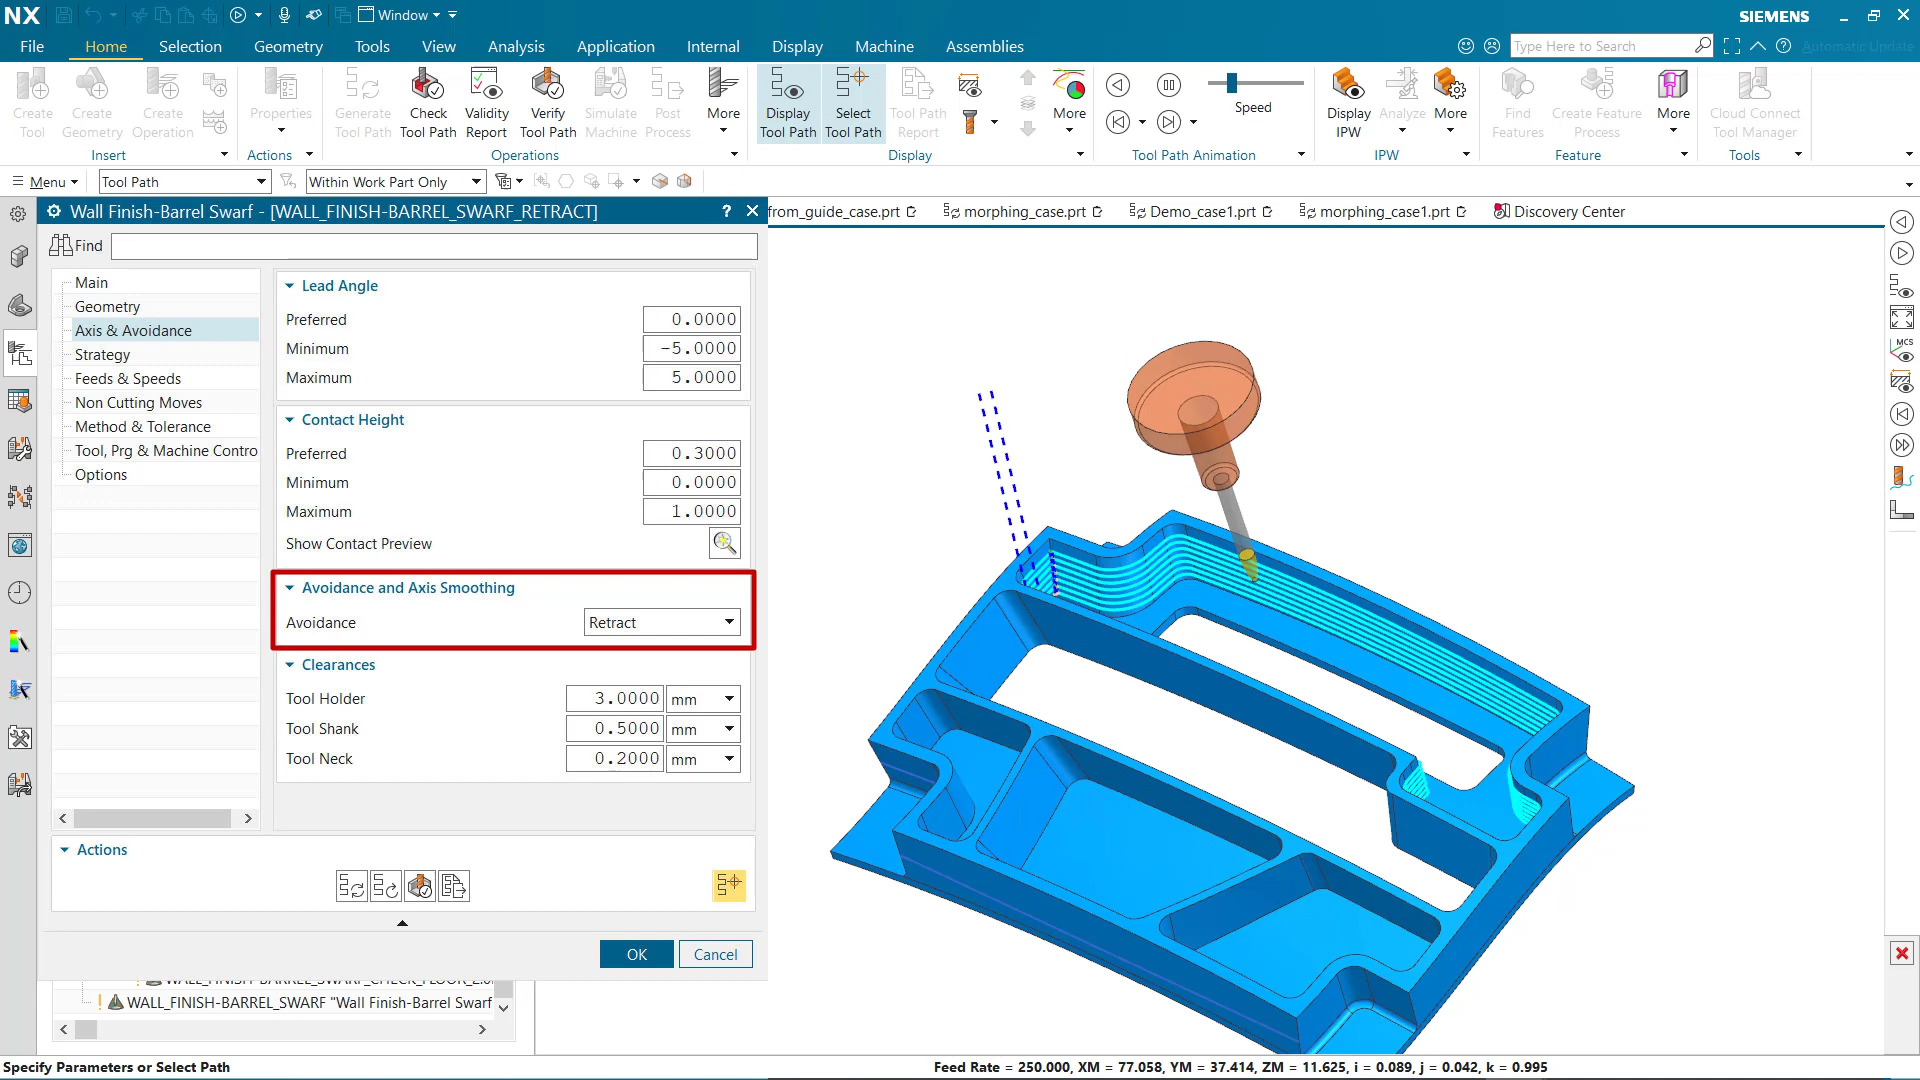 NX
Window
SIEMENS
File Home Selection Geometry Tools View Analysis Application Internal Display Machine Assemblies
Type Here to Search
Automatic Update
Create Tool
Create Geometry
Create Operation
Insert
Properties
Actions
Generate Tool Path
Check Tool Path
Validity Report
Verify Tool Path
Simulate Machine
Post Process
More
Operations
Display Tool Path
Select Tool Path
Tool Path Report
More
Display
Speed
Tool Path Animation
Display IPW
Analyze
More
IPW
Find Features
Create Feature Process
More
Feature
Cloud Connect Tool Manager
Tools
Menu
Tool Path
Within Work Part Only
Wall Finish-Barrel Swarf - [WALL_FINISH-BARREL_SWARF_RETRACT]
?
from_guide_case.prt
morphing_case.prt
Demo_case1.prt
morphing_case1.prt
Discovery Center
Find
Main
Geometry
Axis & Avoidance
Strategy
Feeds & Speeds
Non Cutting Moves
Method & Tolerance
Tool, Prg & Machine Contro
Options
Lead Angle
Preferred 0.0000
Minimum -5.0000
Maximum 5.0000
Contact Height
Preferred 0.3000
Minimum 0.0000
Maximum 1.0000
Show Contact Preview
Avoidance and Axis Smoothing
Avoidance Retract
Clearances
Tool Holder 3.0000 mm
Tool Shank 0.5000 mm
Tool Neck 0.2000 mm
Actions
OK
Cancel
WALL_FINISH-BARREL_SWARF "Wall Finish-Barrel Swarf
MCS
Specify Parameters or Select Path
Feed Rate = 250.000, XM = 77.058, YM = 37.414, ZM = 11.625, i = 0.089, j = 0.042, k = 0.995